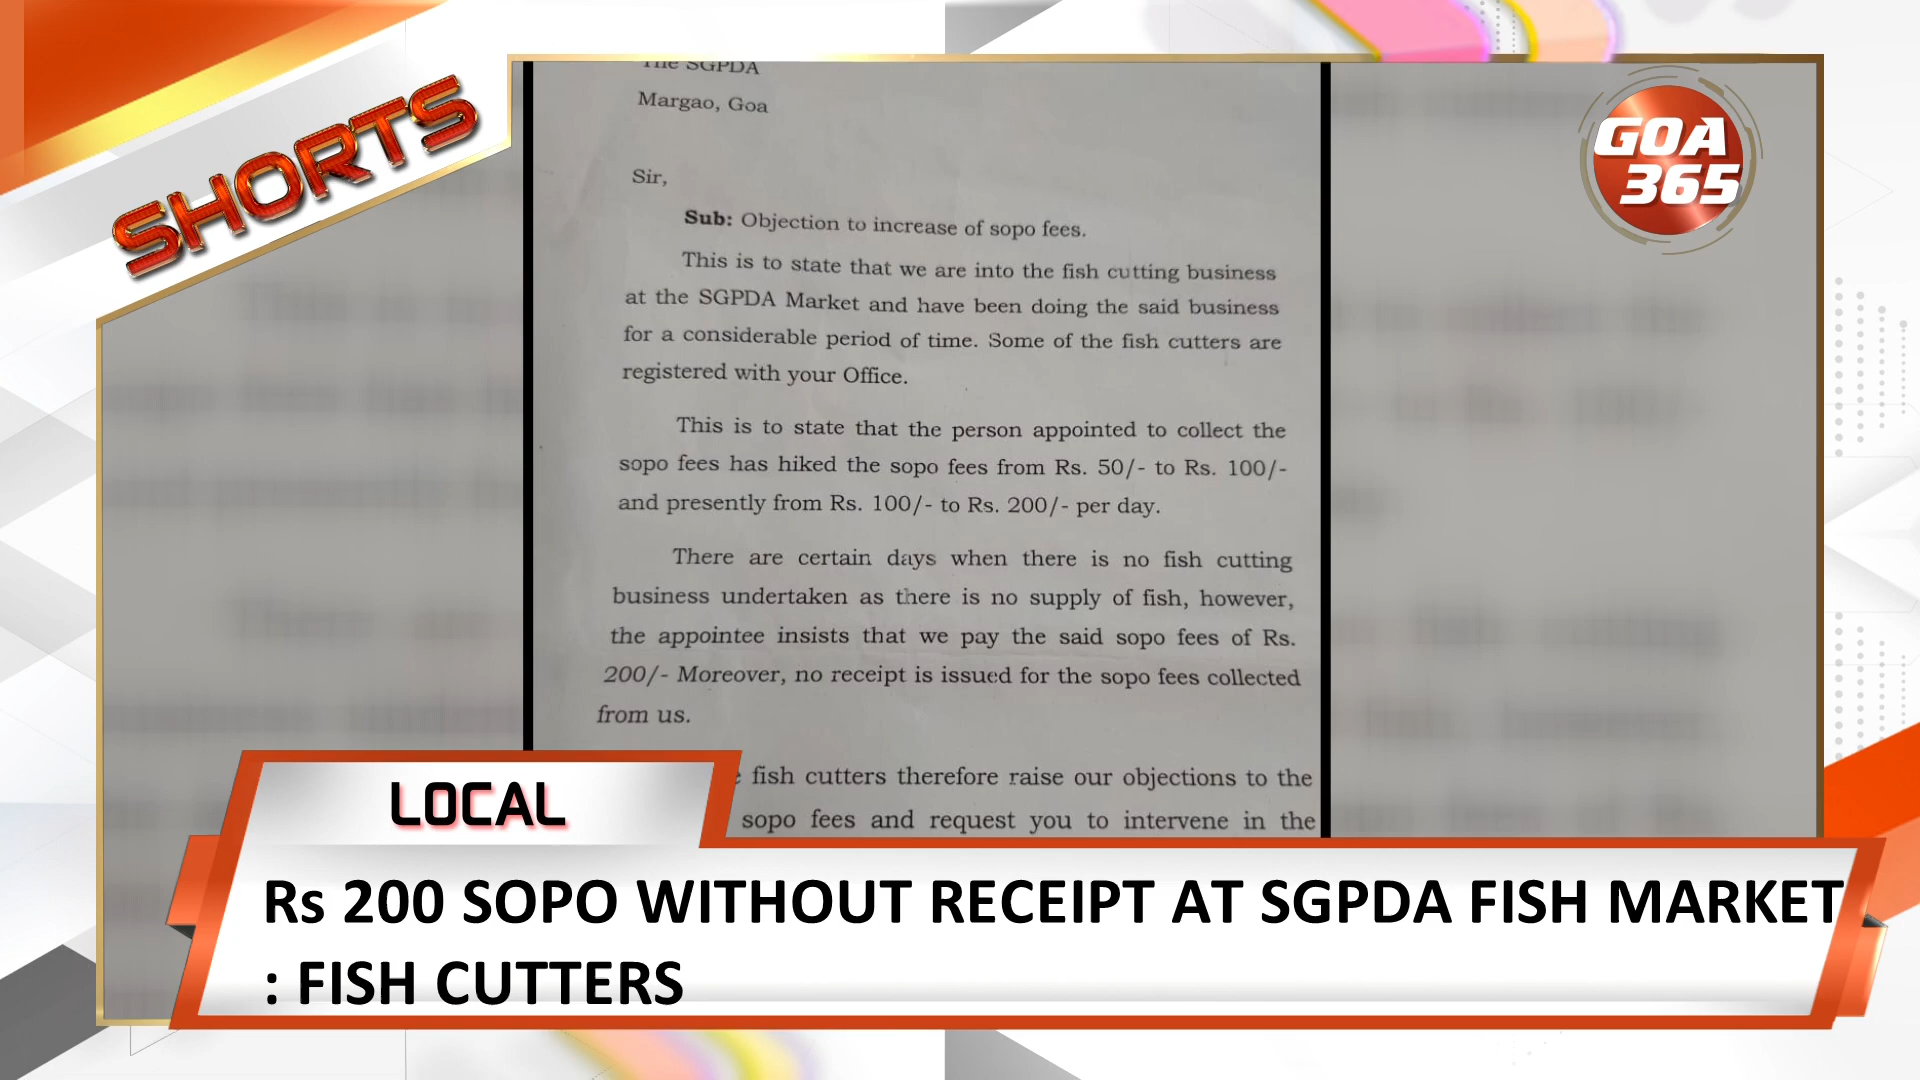 SHORTS
GOA
365
The SGPDA
Margao, Goa
Sir,
Sub: Objection to increase of sopo fees.
This is to state that we are into the fish cutting business
at the SGPDA Market and have been doing the said business
for a considerable period of time. Some of the fish cutters are
registered with your Office.
This is to state that the person appointed to collect the
sopo fees has hiked the sopo fees from Rs. 50/- to Rs. 100/-
and presently from Rs. 100/- to Rs. 200/- per day.
There are certain days when there is no fish cutting
business undertaken as there is no supply of fish, however,
the appointee insists that we pay the said sopo fees of Rs.
200/- Moreover, no receipt is issued for the sopo fees collected
from us.
fish cutters therefore raise our objections to the
sopo fees and request you to intervene in the
LOCAL
Rs 200 SOPO WITHOUT RECEIPT AT SGPDA FISH MARKET
: FISH CUTTERS